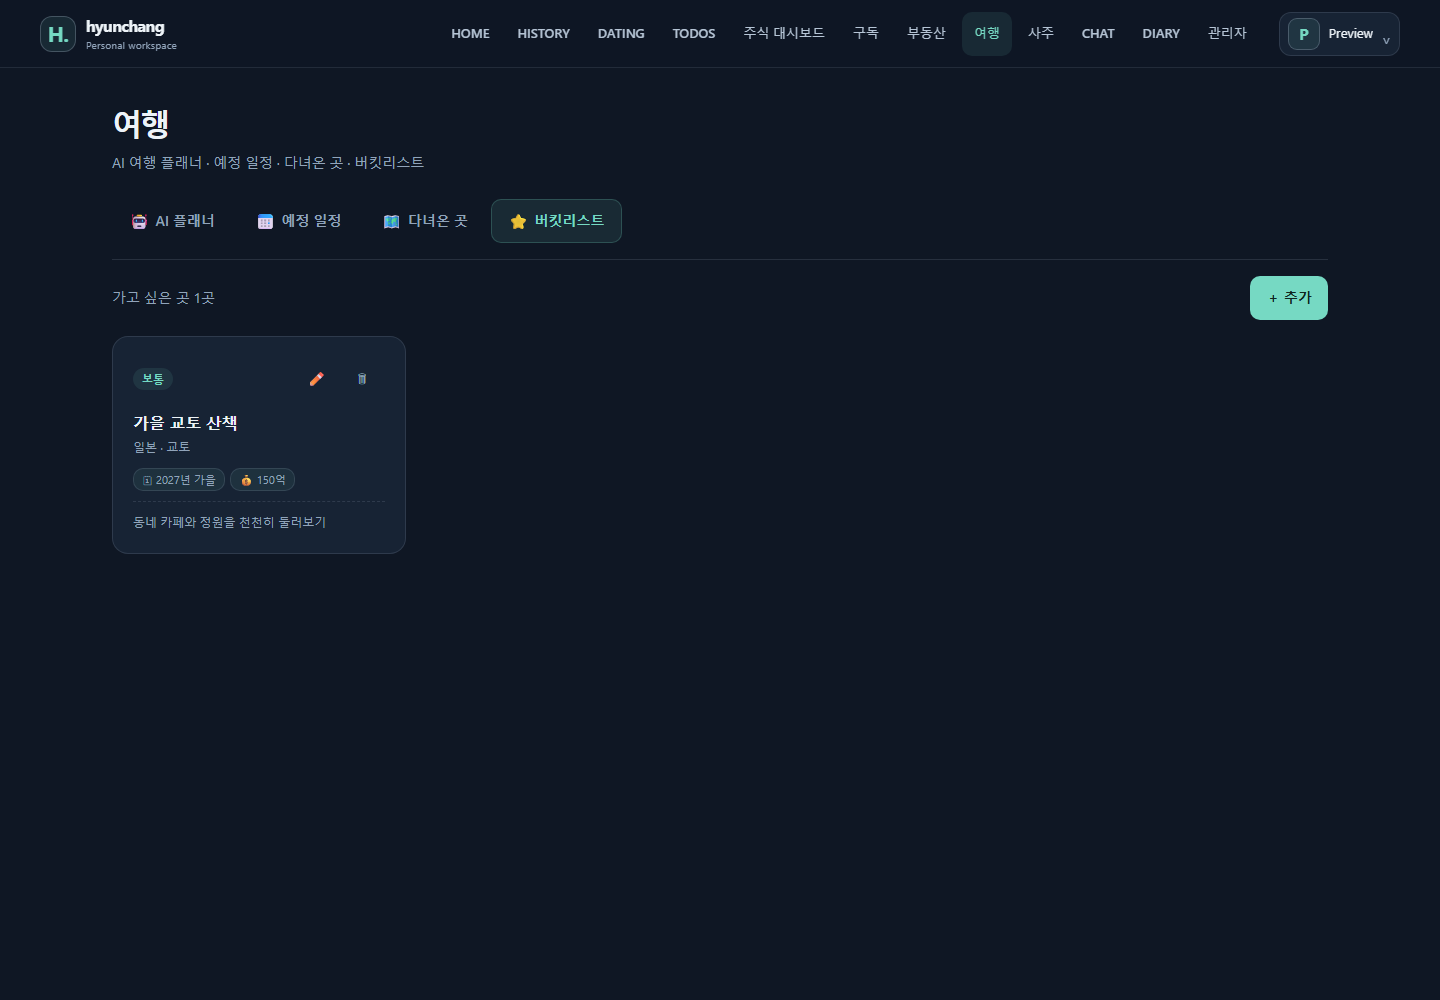 H.
hyunchang
Personal workspace
HOME HISTORY DATING TODOS 주식 대시보드 구독 부동산 여행 사주 CHAT DIARY 관리자
P Preview v
여행
AI 여행 플래너 · 예정 일정 · 다녀온 곳 · 버킷리스트
AI 플래너 예정 일정 다녀온 곳 버킷리스트
가고 싶은 곳 1곳
+ 추가
보통
가을 교토 산책
일본 · 교토
2027년 가을 150억
동네 카페와 정원을 천천히 둘러보기